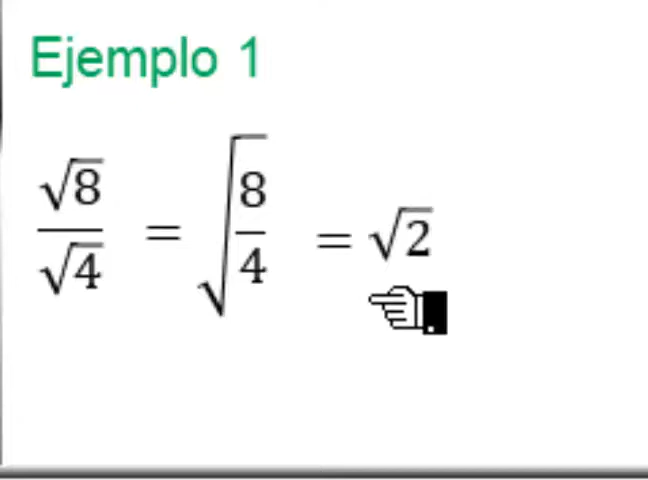 Ejemplo 1
√8/√4 = √(8/4) = √2